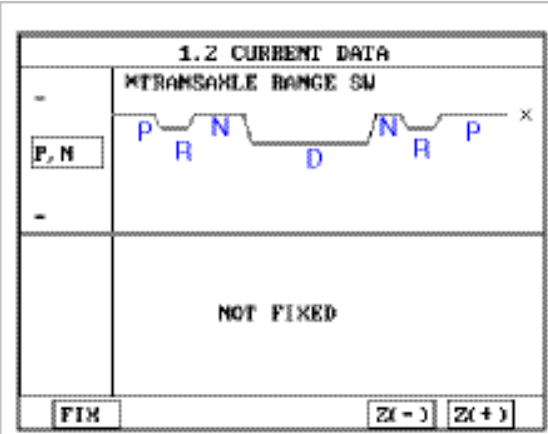 1.2 CURRENT DATA
*TRANSAXLE RANGE SW
-
P R N D N R P ×
P, N
-
NOT FIXED
FIX Z(-) Z(+)